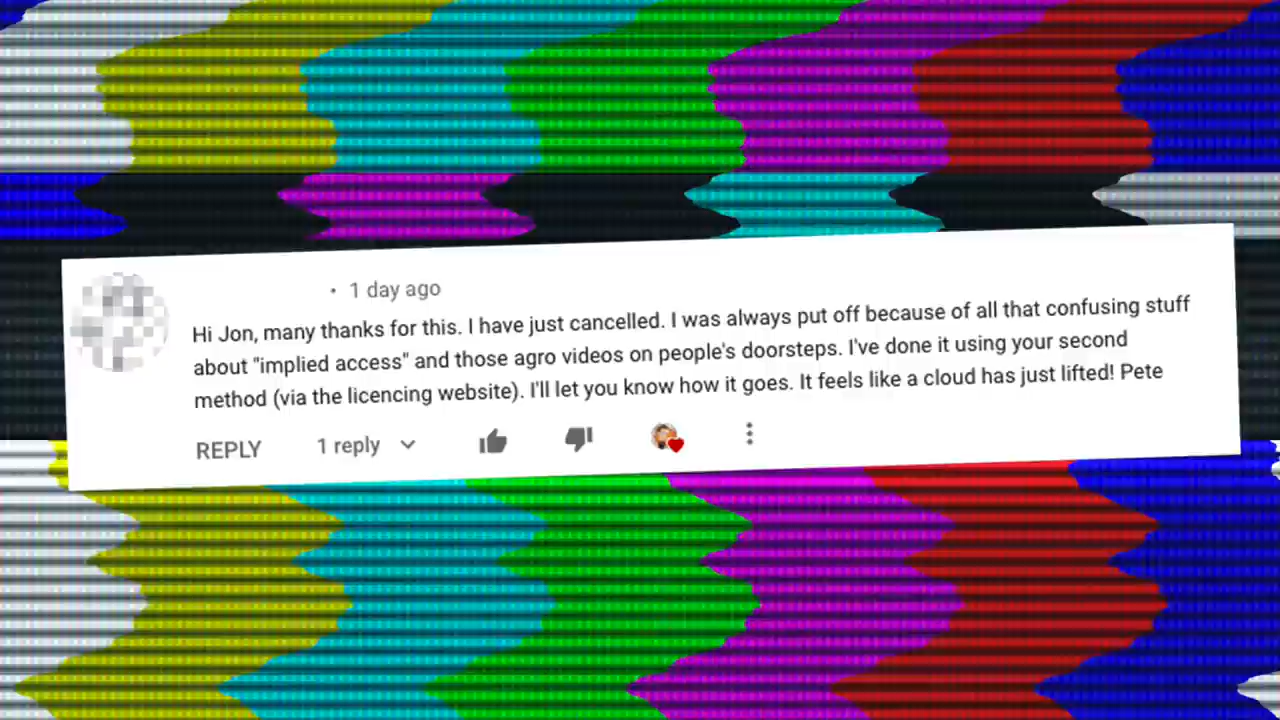 • 1 day ago
Hi Jon, many thanks for this. I have just cancelled. I was always put off because of all that confusing stuff
about "implied access" and those agro videos on people's doorsteps. I've done it using your second
method (via the licencing website). I'll let you know how it goes. It feels like a cloud has just lifted! Pete
REPLY 1 reply